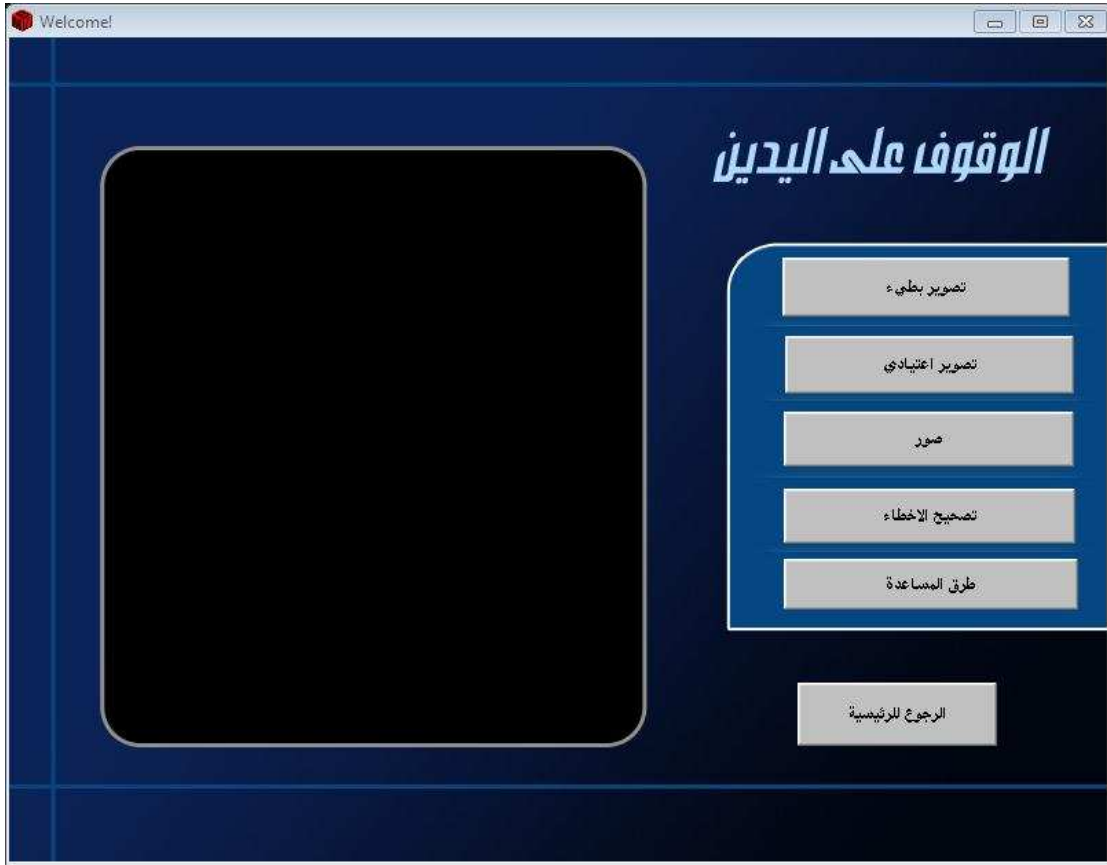 Welcome!
الوقوف على اليدين
تصوير بطيء
تصوير اعتيادي
صور
تصحيح الاخطاء
طرق المساعدة
الرجوع للرئيسية